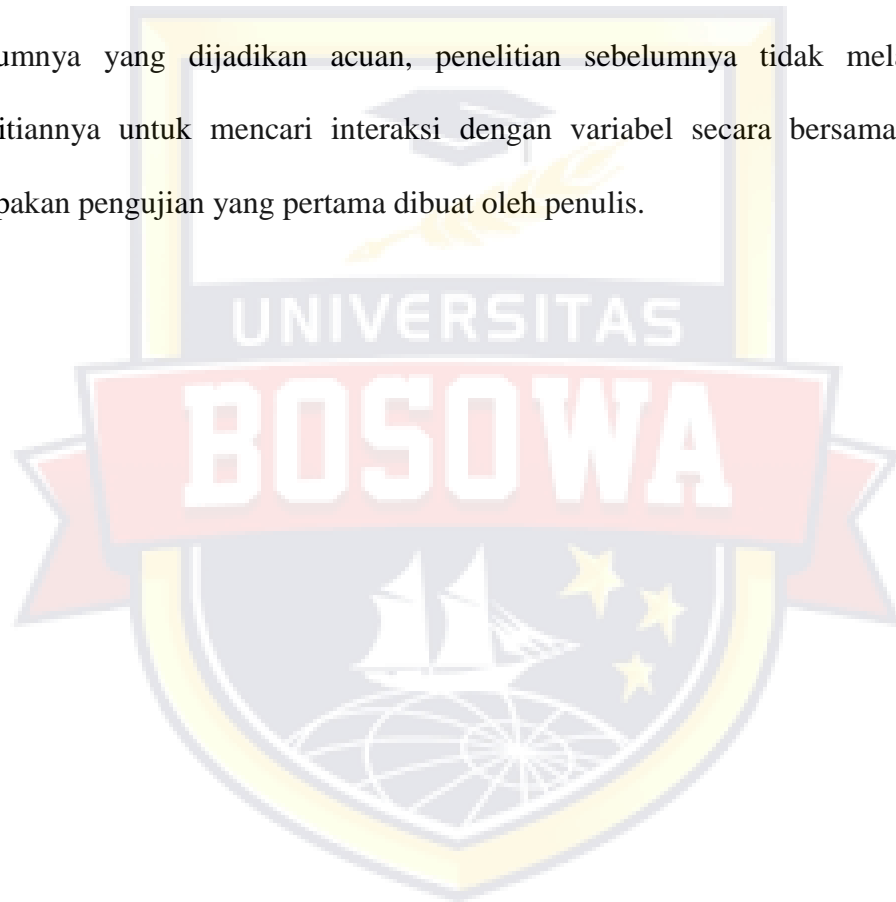 umnya yang dijadikan acuan, penelitian sebelumnya tidak mela
itiannya untuk mencari interaksi dengan variabel secara bersama
pakan pengujian yang pertama dibuat oleh penulis.
UNIVERSITAS
BOSOWA